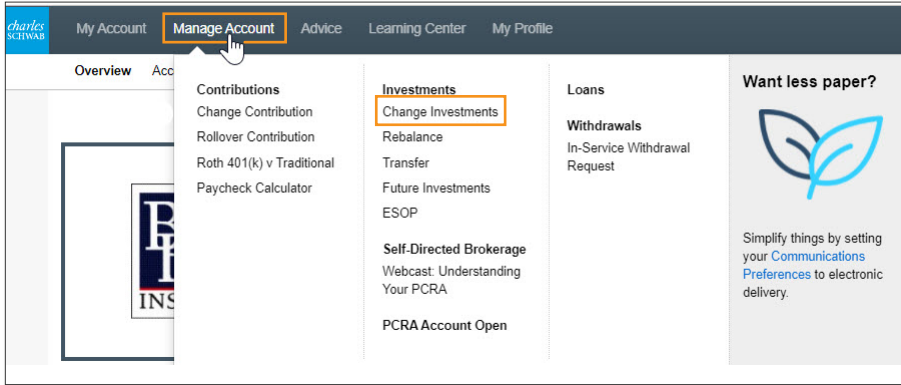 charles
SCHWAB
My Account Manage Account Advice Learning Center My Profile
Overview Acc
Contributions
Change Contribution
Rollover Contribution
Roth 401(k) v Traditional
Paycheck Calculator
Investments
Change Investments
Rebalance
Transfer
Future Investments
ESOP
Self-Directed Brokerage
Webcast: Understanding
Your PCRA
PCRA Account Open
Loans
Withdrawals
In-Service Withdrawal
Request
Want less paper?
Simplify things by setting
your Communications
Preferences to electronic
delivery.
INS